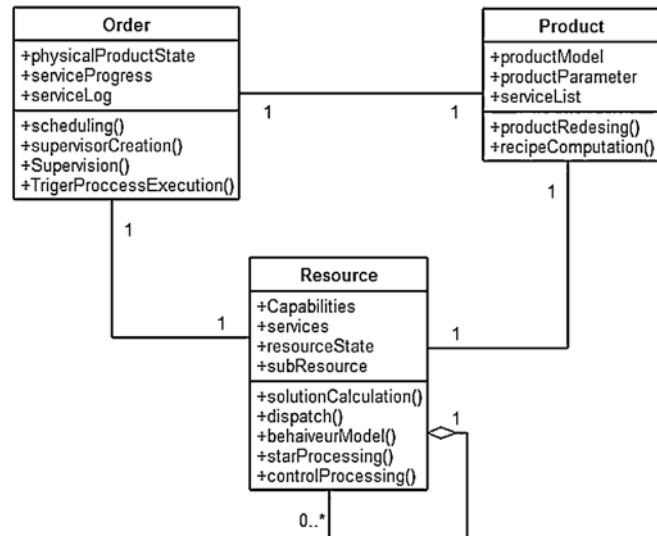 Order
+physicalProductState
+serviceProgress
+serviceLog
+scheduling()
+supervisorCreation()
+Supervision()
+TrigerProccessExecution()
Product
+productModel
+productParameter
+serviceList
+productRedesing()
+recipeComputation()
1
1
1
1
1
1
Resource
+Capabilities
+services
+resourceState
+subResource
+solutionCalculation()
+dispatch()
+behaiveurModel()
+starProcessing()
+controlProcessing()
1
0..*